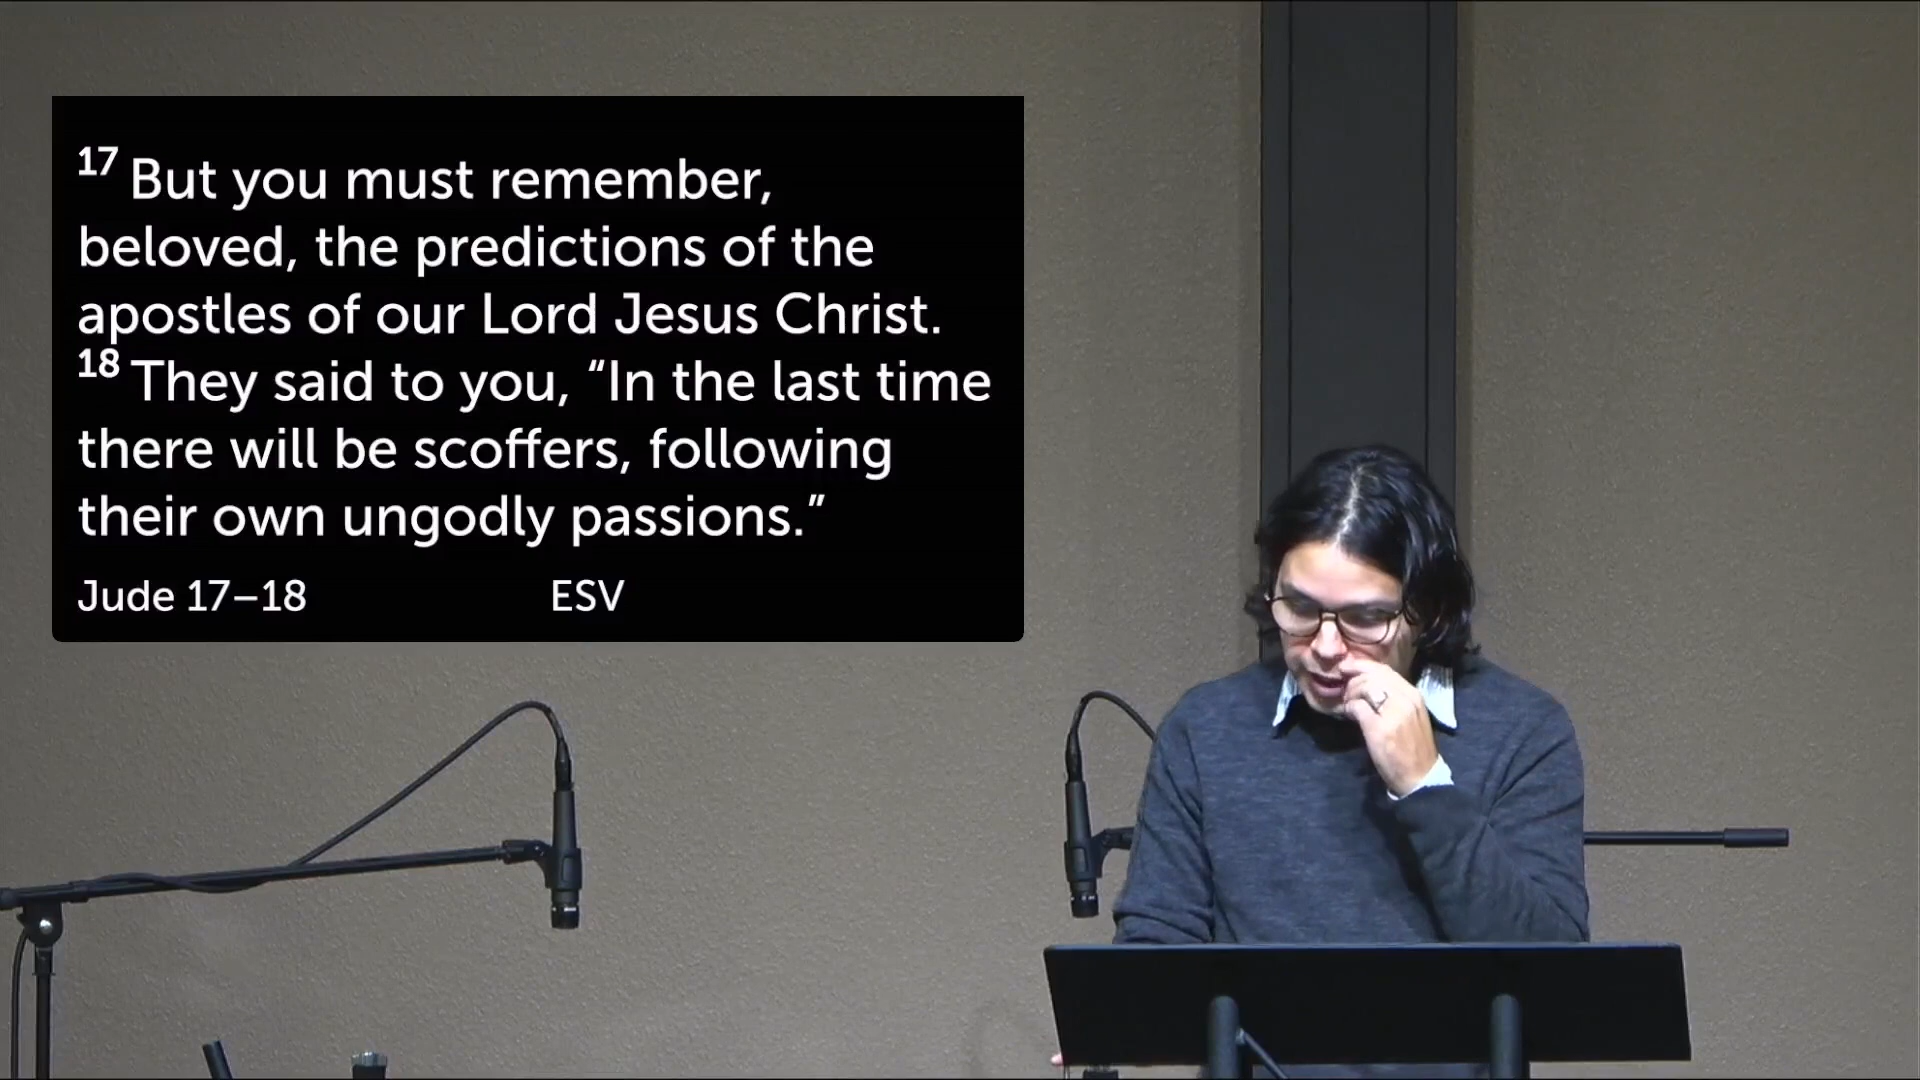 17 But you must remember,
beloved, the predictions of the
apostles of our Lord Jesus Christ.
18 They said to you, “In the last time
there will be scoffers, following
their own ungodly passions.”
Jude 17–18 ESV